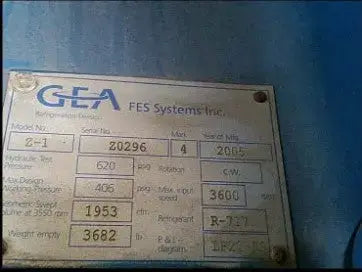 GEA FES Systems Inc.
Refrigeration Division
Model No. Serial No. Mark Year of Mfg
Z-1 Z0296 4 2005
Hydraulic Test Pressure 620 psig Rotation C.W.
Max. Design Working Pressure 406 psig Max. input speed 3600
Geometric Swept Volume at 3550 rpm 1953 cfm Refrigerant R-717
Weight empty 3682 lb P & I - diagram